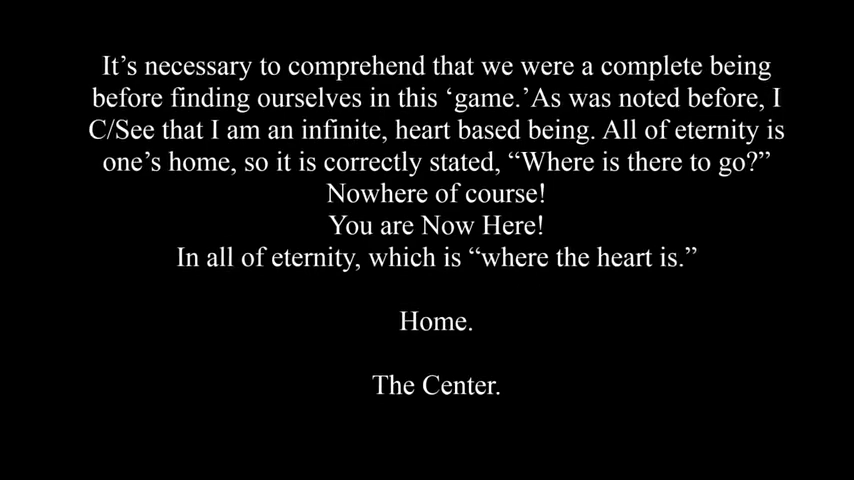 It’s necessary to comprehend that we were a complete being
before finding ourselves in this ‘game.’As was noted before, I
C/See that I am an infinite, heart based being. All of eternity is
one’s home, so it is correctly stated, “Where is there to go?”
Nowhere of course!
You are Now Here!
In all of eternity, which is “where the heart is.”
Home.
The Center.